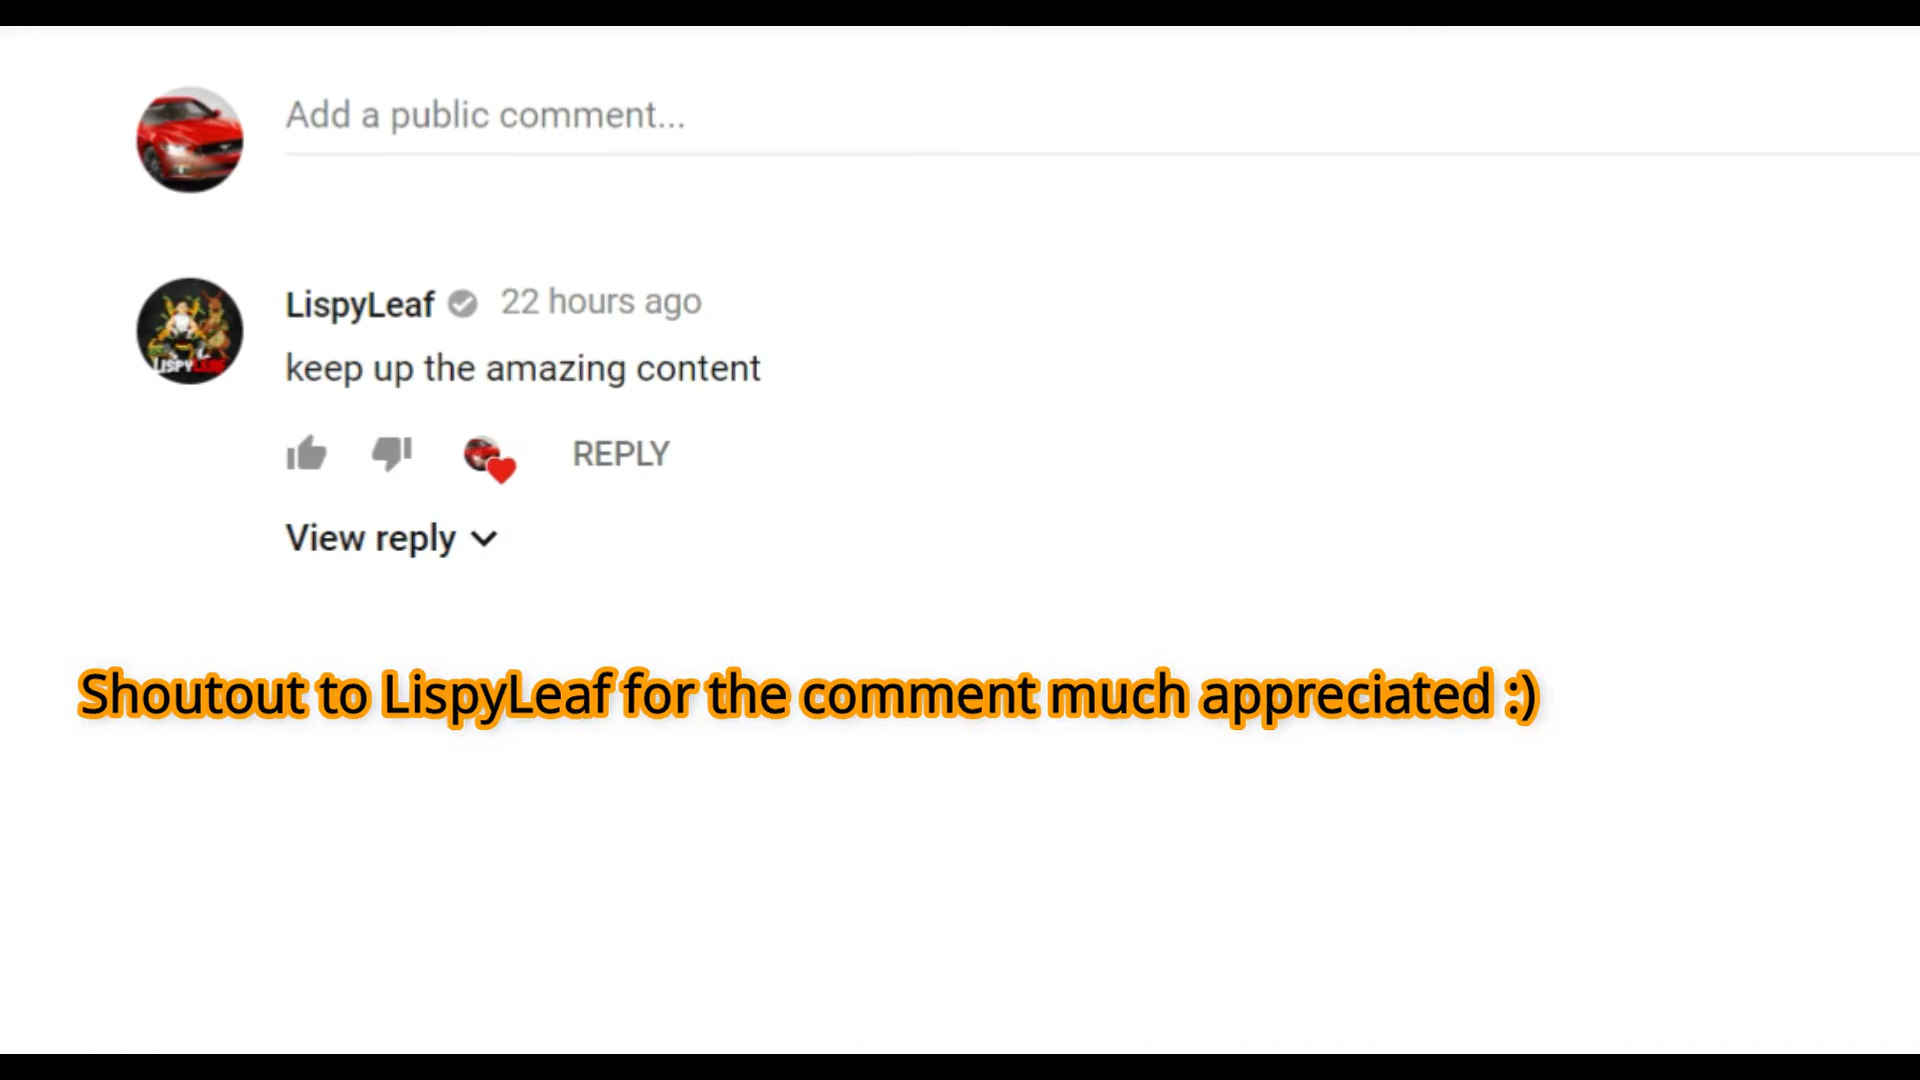 Add a public comment...
LispyLeaf 22 hours ago
keep up the amazing content
LISPYLEAF
REPLY
View reply
Shoutout to LispyLeaf for the comment much appreciated :)